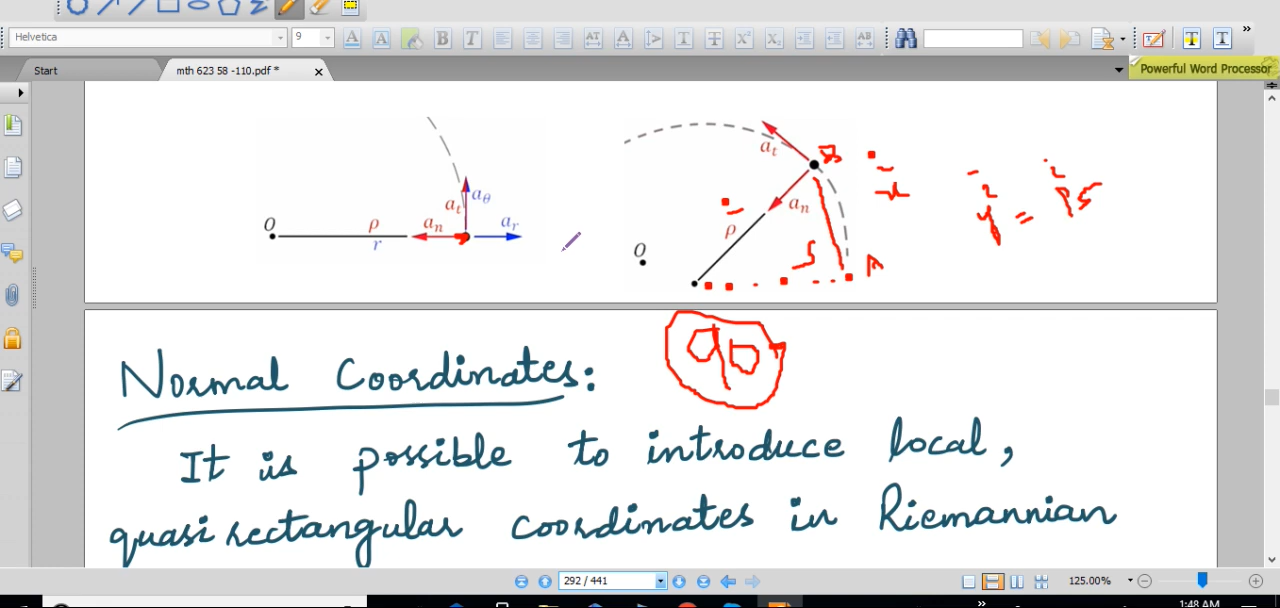 Helvetica 9
Start mth 623 58 -110.pdf * Powerful Word Processor
O ρ r a_n a_t a_θ a_r
O ρ a_n a_t B A S
y^i = p^i s
Normal Coordinates:
It is possible to introduce local,
quasi rectangular coordinates in Riemannian
292 / 441 125.00%
1:48 AM